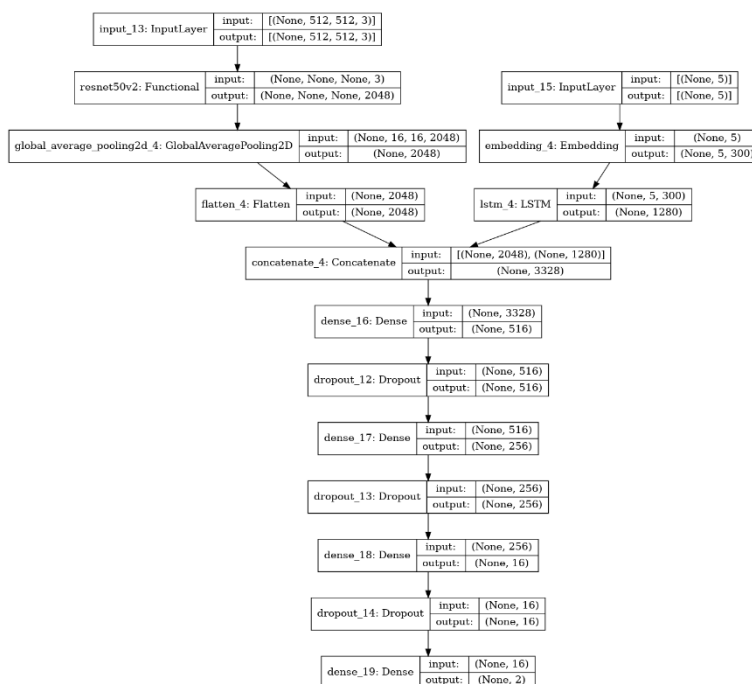 input_13: InputLayer
input: [(None, 512, 512, 3)]
output: [(None, 512, 512, 3)]
resnet50v2: Functional
input: (None, None, None, 3)
output: (None, None, None, 2048)
input_15: InputLayer
input: [(None, 5)]
output: [(None, 5)]
global_average_pooling2d_4: GlobalAveragePooling2D
input: (None, 16, 16, 2048)
output: (None, 2048)
embedding_4: Embedding
input: (None, 5)
output: (None, 5, 300)
flatten_4: Flatten
input: (None, 2048)
output: (None, 2048)
lstm_4: LSTM
input: (None, 5, 300)
output: (None, 1280)
concatenate_4: Concatenate
input: [(None, 2048), (None, 1280)]
output: (None, 3328)
dense_16: Dense
input: (None, 3328)
output: (None, 516)
dropout_12: Dropout
input: (None, 516)
output: (None, 516)
dense_17: Dense
input: (None, 516)
output: (None, 256)
dropout_13: Dropout
input: (None, 256)
output: (None, 256)
dense_18: Dense
input: (None, 256)
output: (None, 16)
dropout_14: Dropout
input: (None, 16)
output: (None, 16)
dense_19: Dense
input: (None, 16)
output: (None, 2)